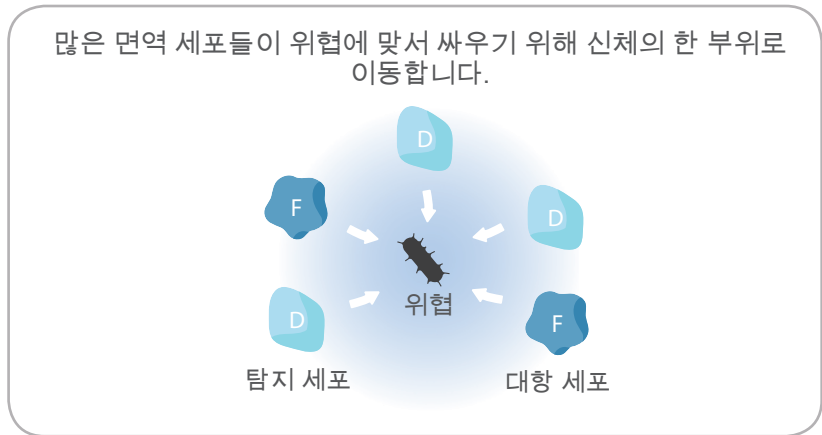 많은 면역 세포들이 위협에 맞서 싸우기 위해 신체의 한 부위로
이동합니다.
D
F
D
위협
D
F
탐지 세포
대항 세포